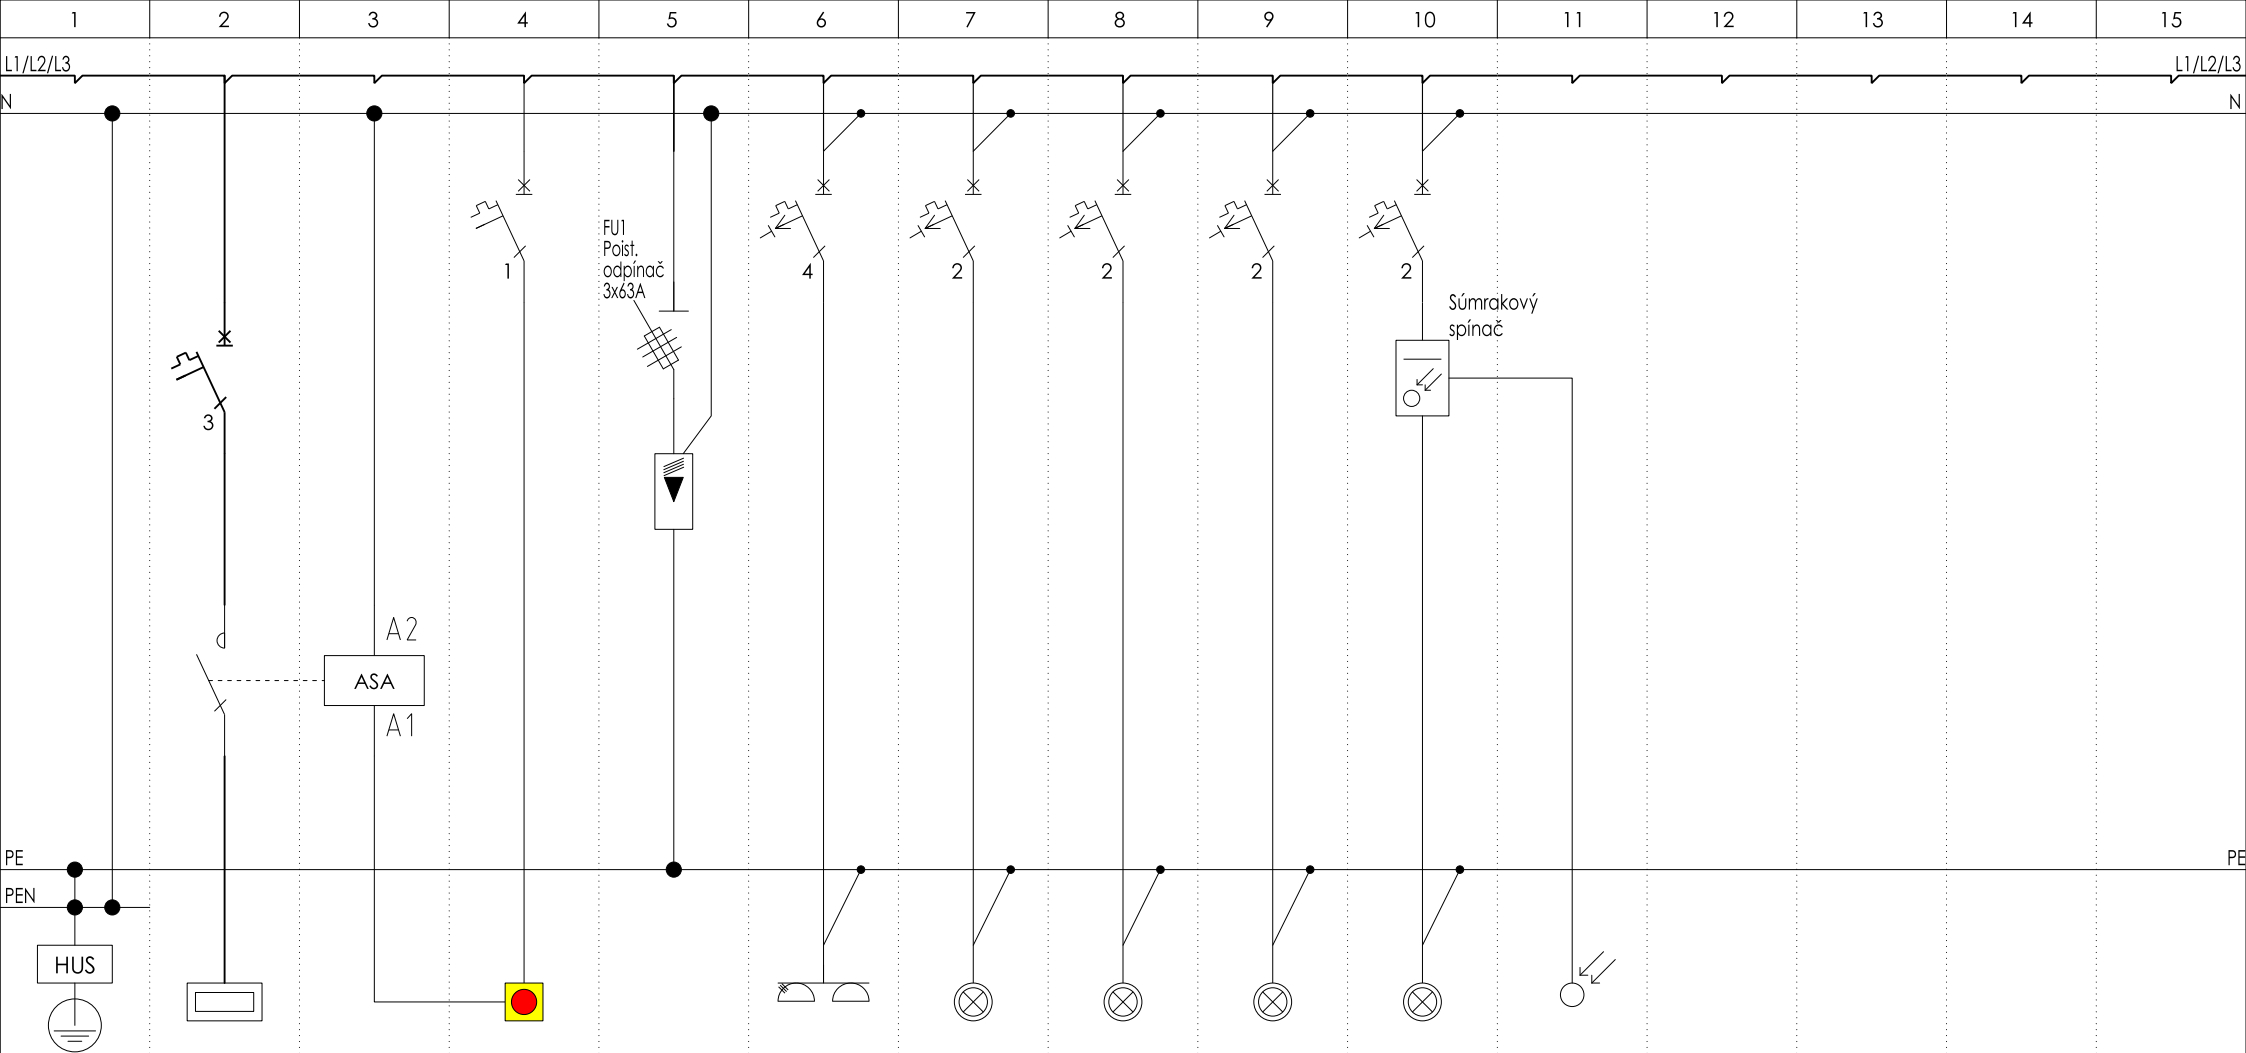 1 2 3 4 5 6 7 8 9 10 11 12 13 14 15
L1/L2/L3 L1/L2/L3
N N
FU1
Poist.
odpínač
3x63A
1 4 2 2 2 2
Súmrakový
spínač
3
A2
ASA
A1
PE PE
PEN
HUS